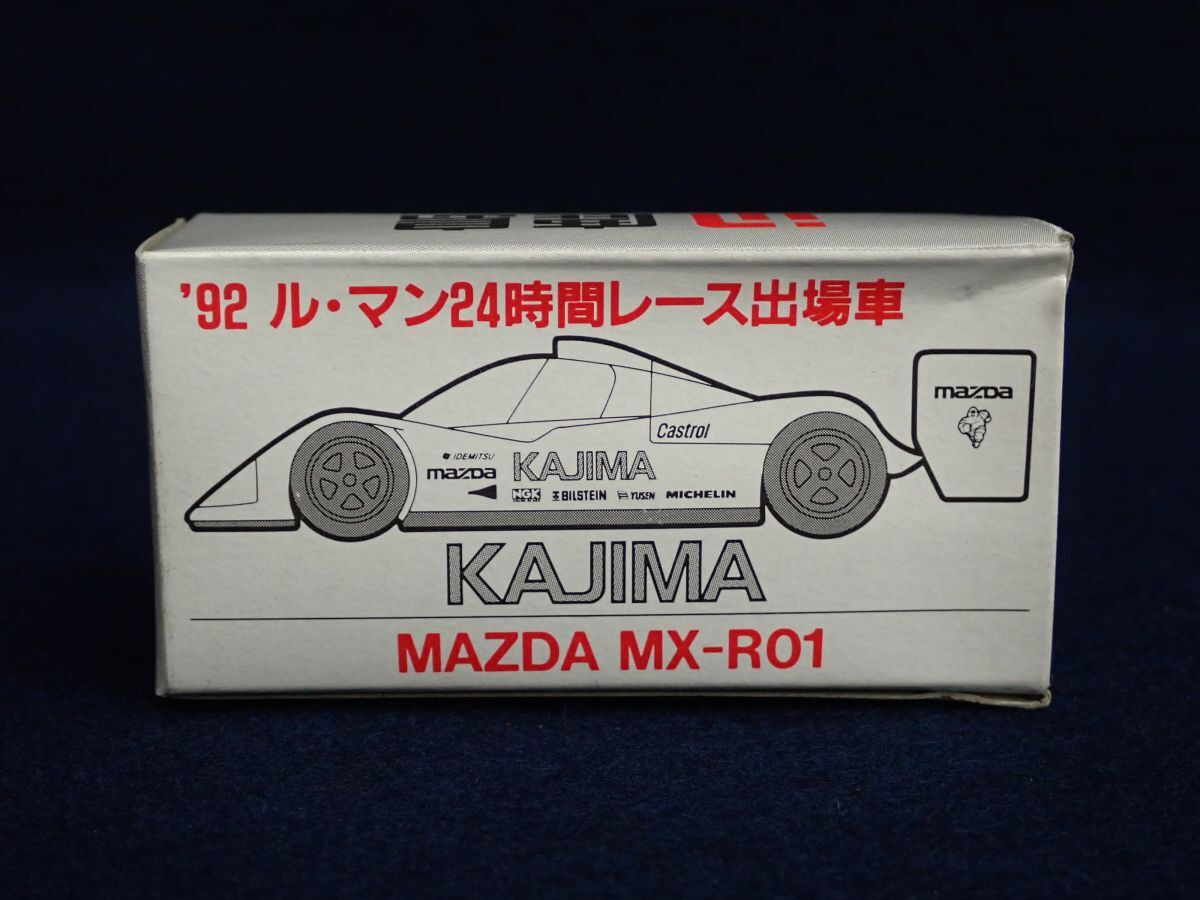 '92 ル・マン24時間レース出場車
mazda
Castrol
IDEMITSU
mazda KAJIMA
NGK BILSTEIN YUSEN MICHELIN
KAJIMA
MAZDA MX-R01